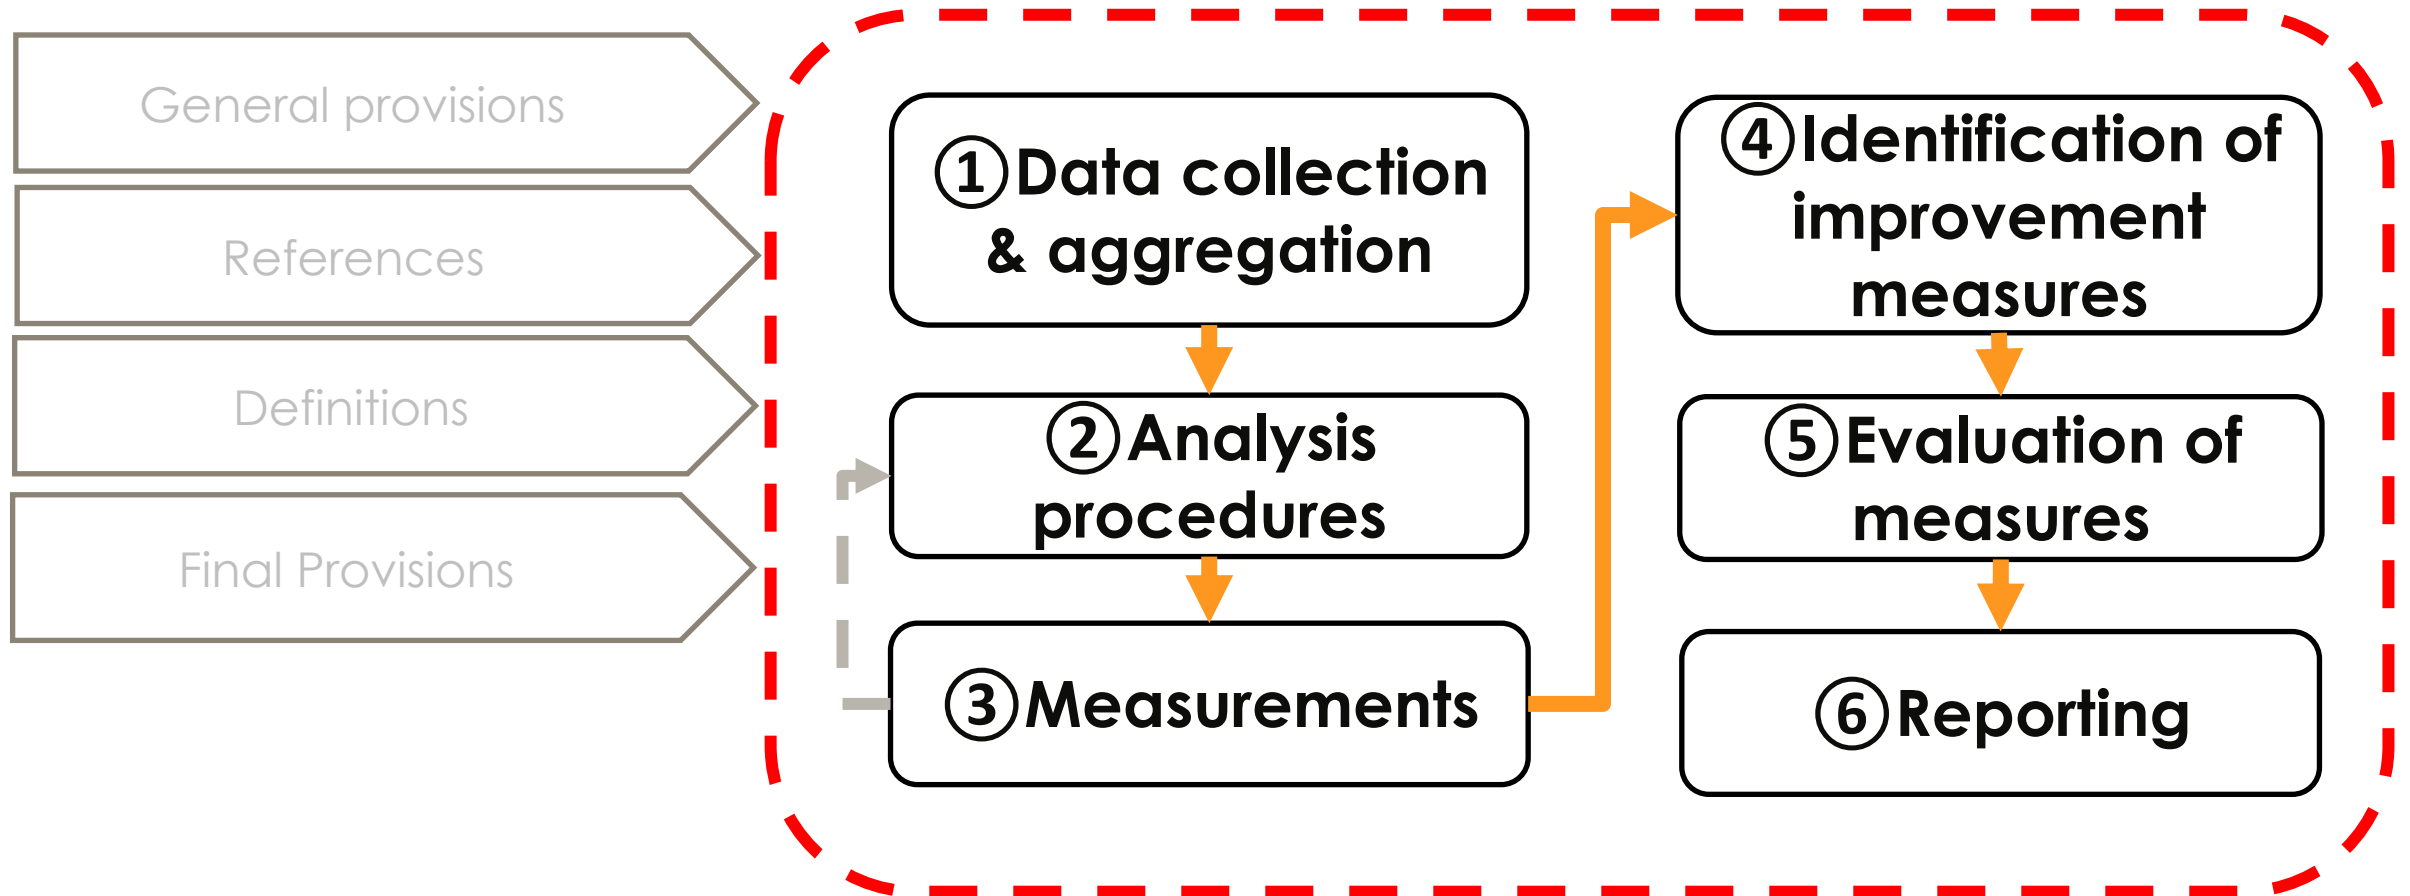 General provisions
References
Definitions
Final Provisions
①Data collection
& aggregation
②Analysis
procedures
③Measurements
④Identification of
improvement
measures
⑤Evaluation of
measures
⑥Reporting